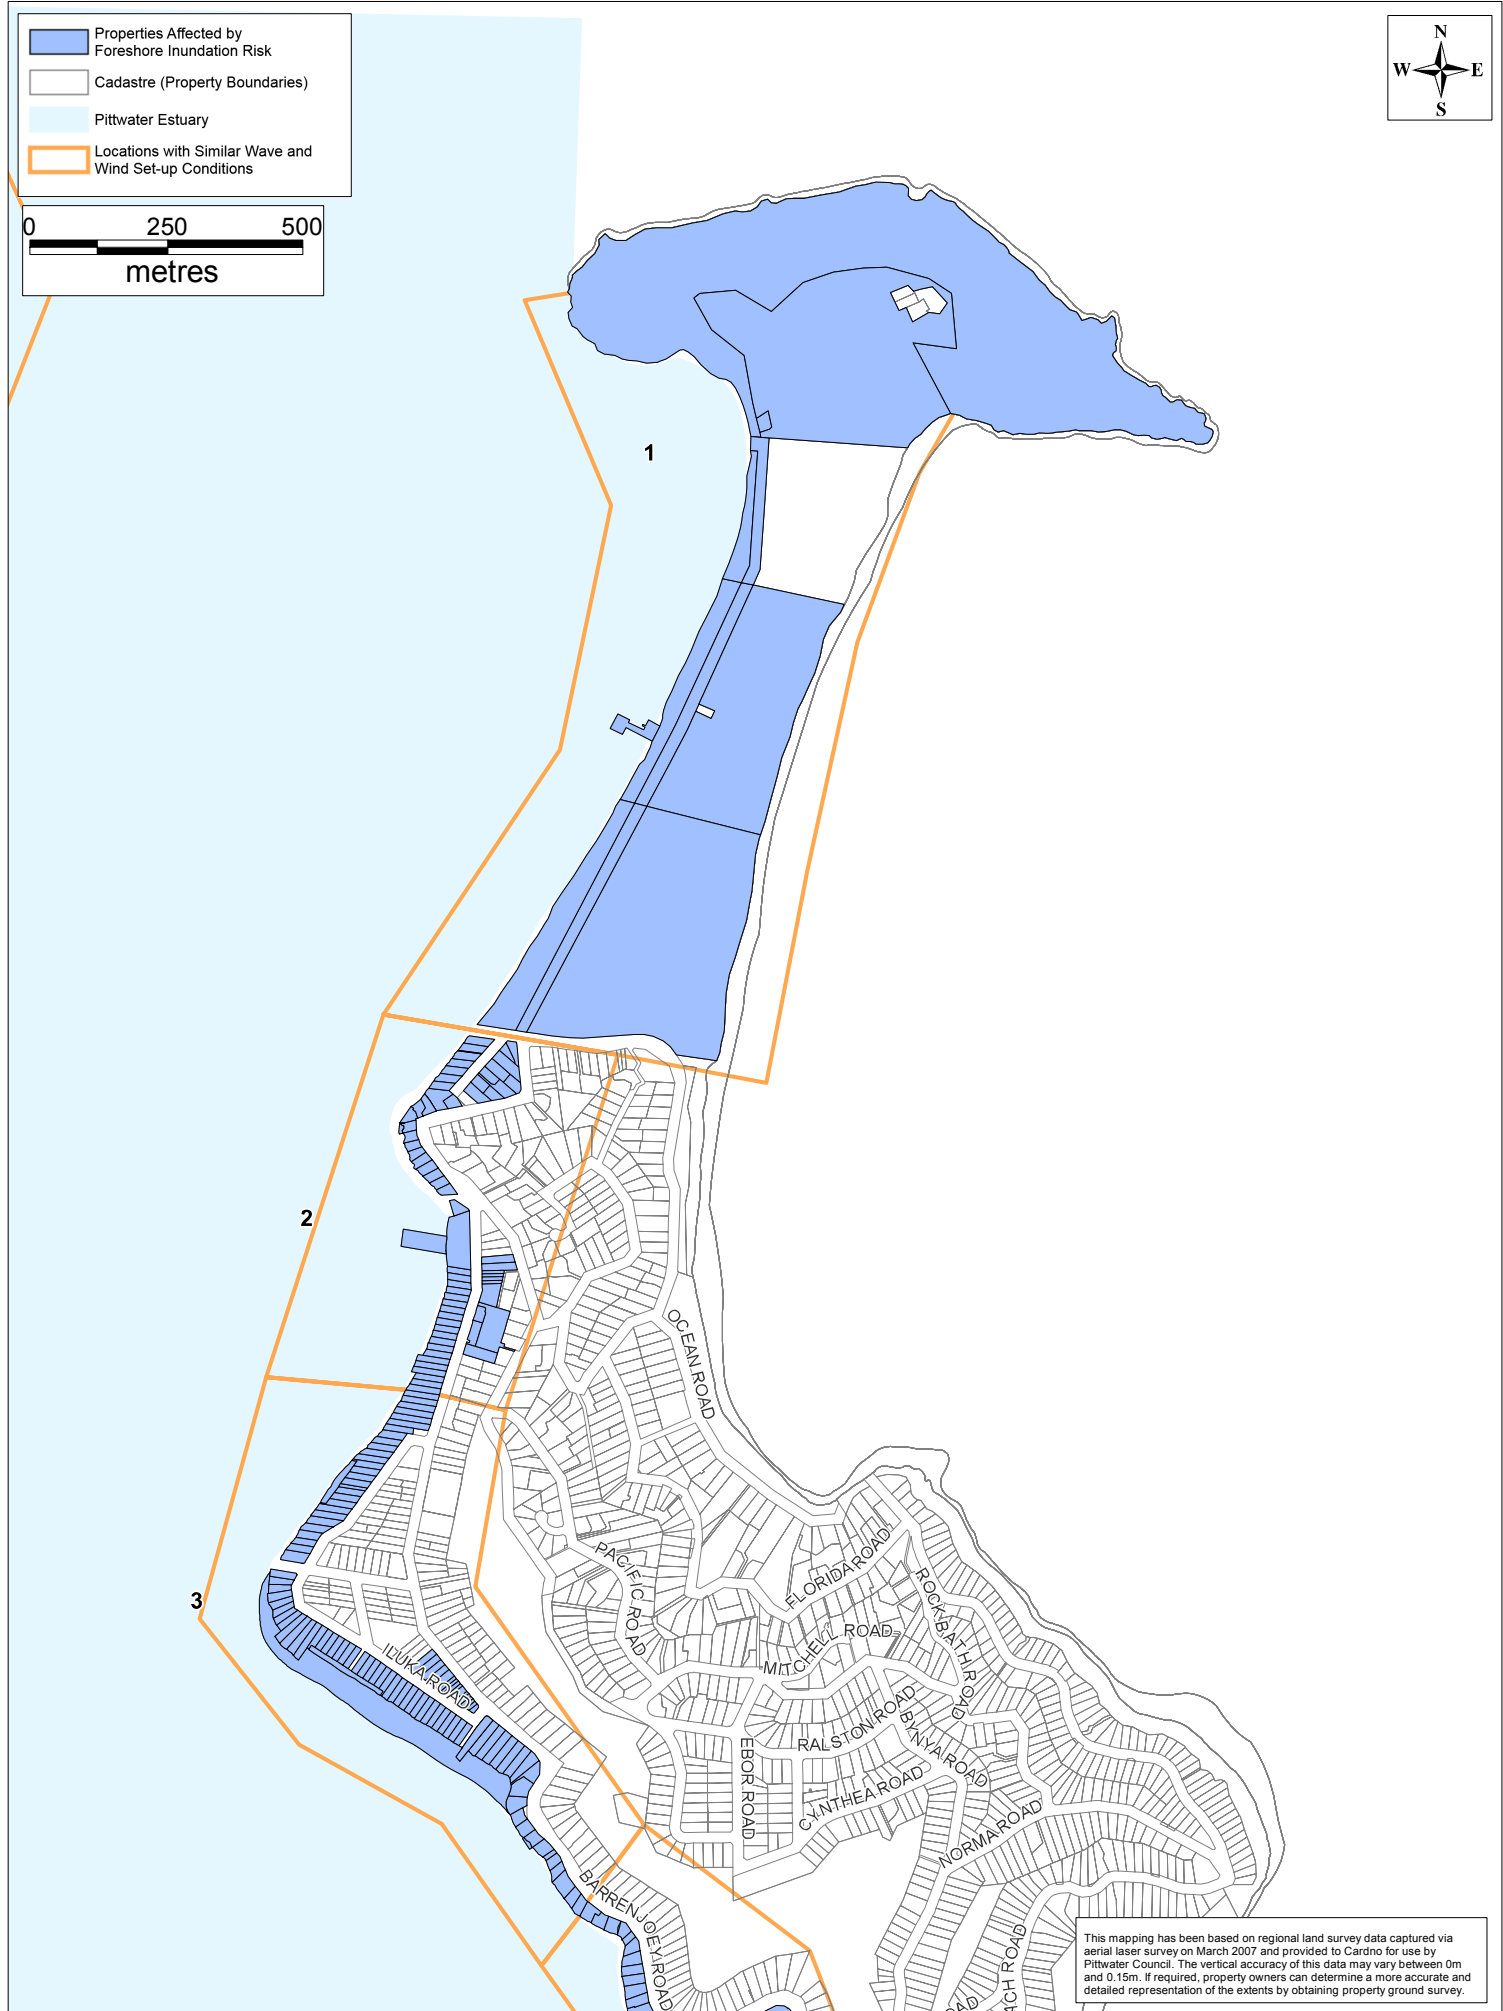 Properties Affected by
Foreshore Inundation Risk
Cadastre (Property Boundaries)
Pittwater Estuary
Locations with Similar Wave and
Wind Set-up Conditions
0 250 500
metres
N
W E
S
1
2
3
OCEAN ROAD
PACIFIC ROAD
FLORIDA ROAD
MITCHELL ROAD
ROCK BATH ROAD
ILUKA ROAD
RALSTON ROAD
BYNYA ROAD
EBOR ROAD
CYNTHEA ROAD
NORMA ROAD
BARRENJOEY ROAD
ACH ROAD
OAD
This mapping has been based on regional land survey data captured via
aerial laser survey on March 2007 and provided to Cardno for use by
Pittwater Council. The vertical accuracy of this data may vary between 0m
and 0.15m. If required, property owners can determine a more accurate and
detailed representation of the extents by obtaining property ground survey.